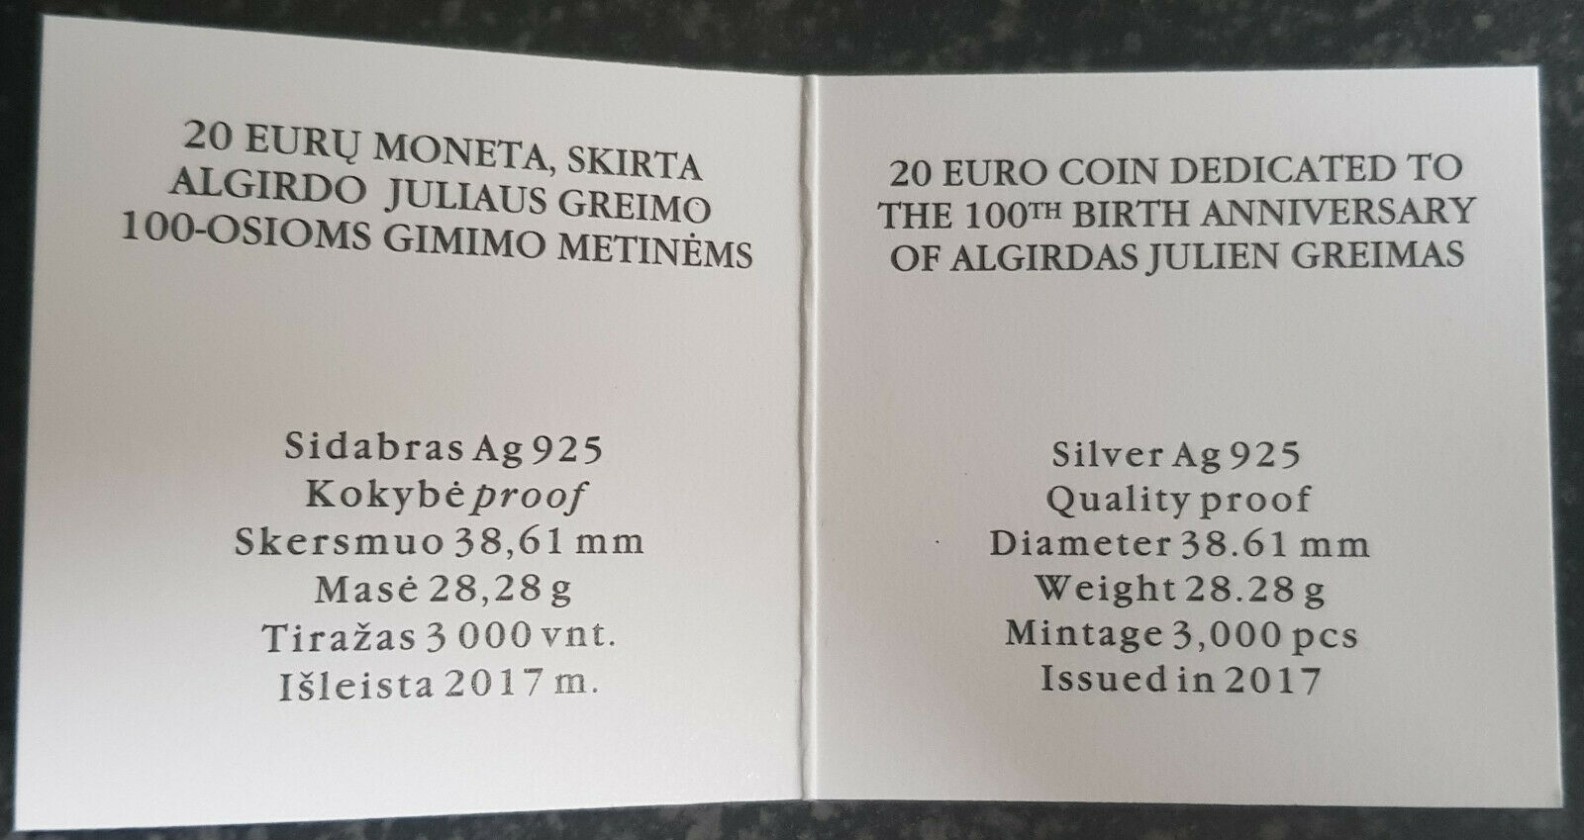 20 EURŲ MONETA, SKIRTA
ALGIRDO JULIAUS GREIMO
100-OSIOMS GIMIMO METINĖMS
Sidabras Ag 925
Kokybė proof
Skersmuo 38,61 mm
Masė 28,28 g
Tiražas 3 000 vnt.
Išleista 2017 m.
20 EURO COIN DEDICATED TO
THE 100TH BIRTH ANNIVERSARY
OF ALGIRDAS JULIEN GREIMAS
Silver Ag 925
Quality proof
Diameter 38.61 mm
Weight 28.28 g
Mintage 3,000 pcs
Issued in 2017